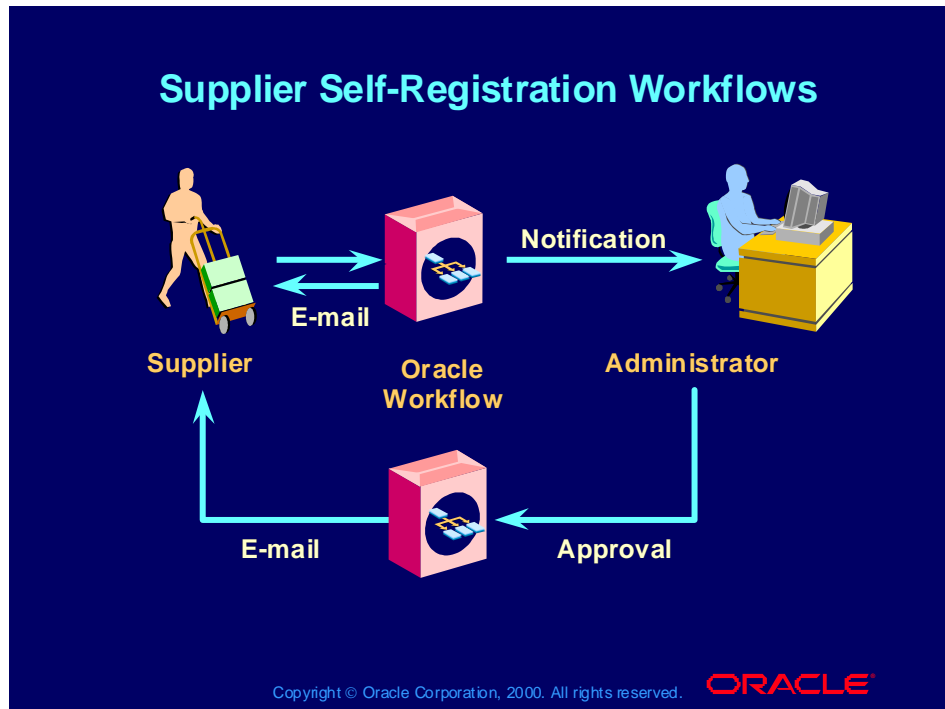 Supplier Self-Registration Workflows
Notification
E-mail
Supplier
Oracle
Workflow
Administrator
E-mail
Approval
Copyright © Oracle Corporation, 2000. All rights reserved.
ORACLE®